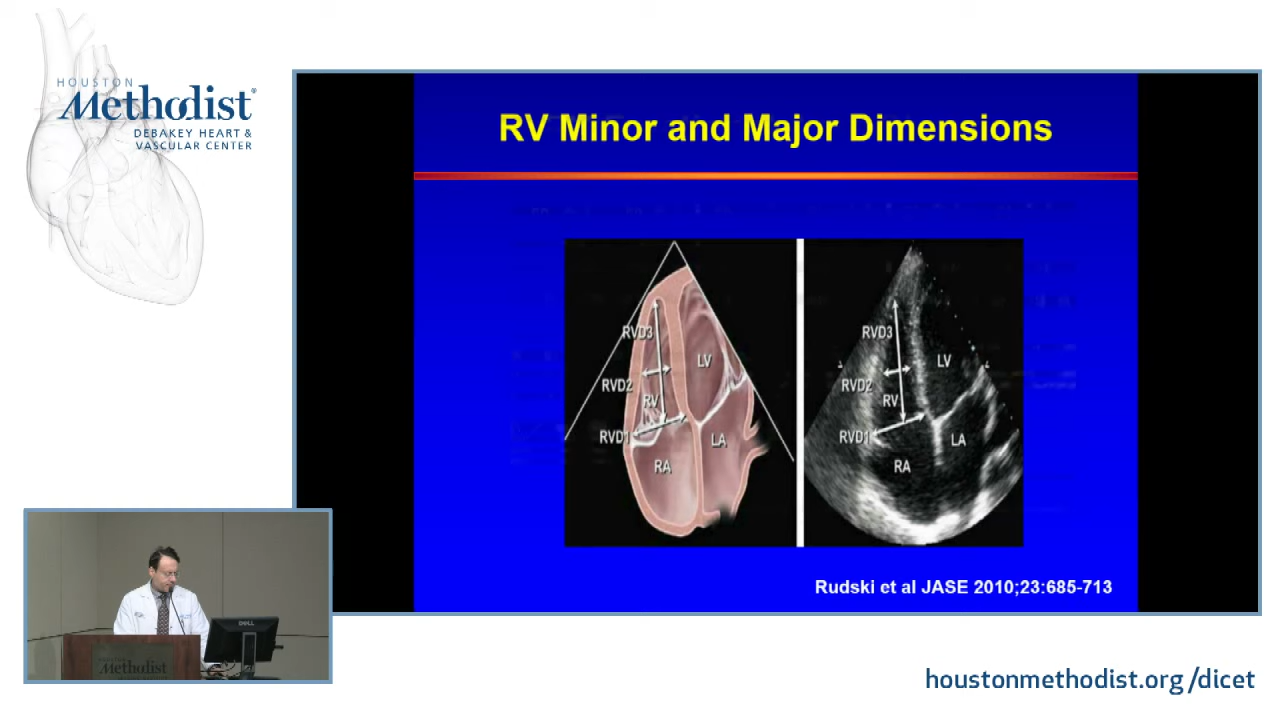 HOUSTON
Methodist®
DEBAKEY HEART &
VASCULAR CENTER
RV Minor and Major Dimensions
RVD3
LV
RVD2
RV
RVD1
LA
RA
RVD3
LV
RVD2
RV
RVD1
LA
RA
Rudski et al JASE 2010;23:685-713
DELL
Methodist
houstonmethodist.org/dicet